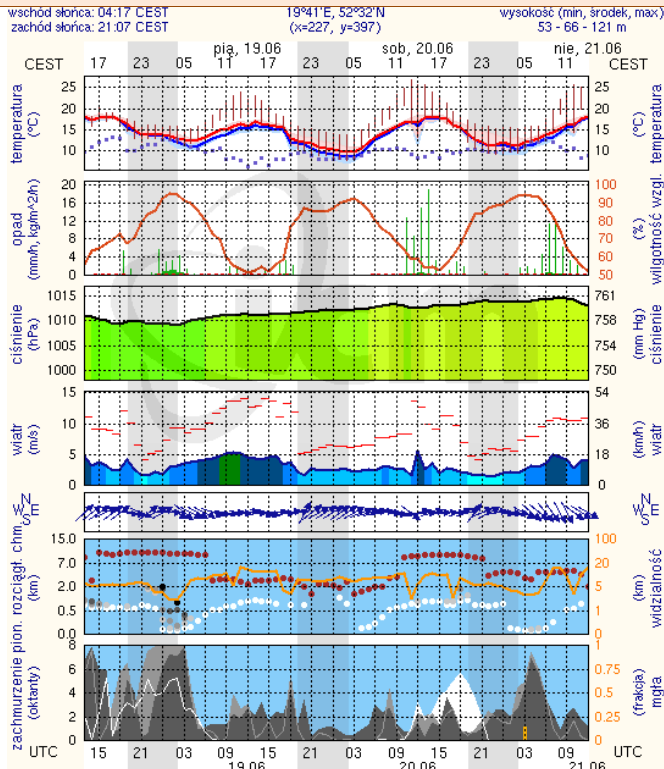 wschód słońca: 04:17 CEST 19°41'E, 52°32'N wysokość (min, środek, max)
zachód słońca: 21:07 CEST (x=227, y=397) 53 - 66 - 121 m
pią, 19.06 sob, 20.06 nie, 21.06
CEST 17 23 05 11 17 23 05 11 17 23 05 11 CEST
temperatura
(°C)
25
20
15
10
25
20
15
10
(°C)
temperatura
opad
(mm/h, kg/m^2/h)
20
16
12
8
4
0
100
90
80
70
60
50
(%)
wilgotność wzgl.
ciśnienie
(hPa)
1015
1010
1005
1000
761
758
754
750
(mm Hg)
ciśnienie
wiatr
(m/s)
15
10
5
0
54
36
18
0
(km/h)
wiatr
N
W E
S
N
W E
S
pion. rozciągł. chm.
(km)
15.0
7.0
2.0
0.5
0.0
100
20
5
1
0
(km)
widzialność
zachmurzenie
(oktanty)
8
6
4
2
0
1
0.75
0.5
0.25
0
(frakcja)
mgła
UTC 15 21 03 09 15 21 03 09 15 21 03 09 UTC
19.06 20.06 21.06